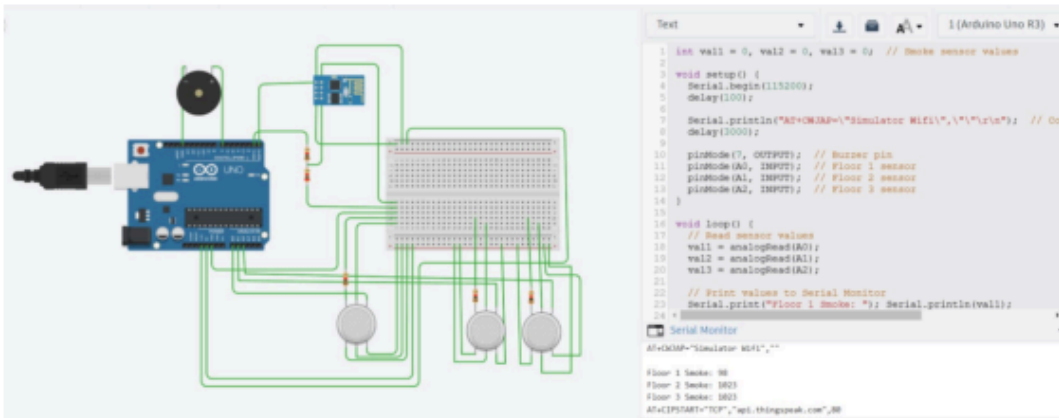 Text
1 (Arduino Uno R3)
UNO
1 int val1 = 0, val2 = 0, val3 = 0; // Smoke sensor values
2
3 void setup() {
4 Serial.begin(115200);
5 delay(100);
6
7 Serial.println("AT+CWJAP=\"Simulator Wifi\",\"\"\r\n"); //
8 delay(3000);
9
10 pinMode(7, OUTPUT); // Buzzer pin
11 pinMode(A0, INPUT); // Floor 1 sensor
12 pinMode(A1, INPUT); // Floor 2 sensor
13 pinMode(A2, INPUT); // Floor 3 sensor
14 }
15
16 void loop() {
17 // Read sensor values
18 val1 = analogRead(A0);
19 val2 = analogRead(A1);
20 val3 = analogRead(A2);
21
22 // Print values to Serial Monitor
23 Serial.print("Floor 1 Smoke: "); Serial.println(val1);
24
Serial Monitor
AT+CWJAP="Simulator Wifi",""
Floor 1 Smoke: 90
Floor 2 Smoke: 1023
Floor 3 Smoke: 1023
AT+CIPSTART="TCP","api.thingspeak.com",80